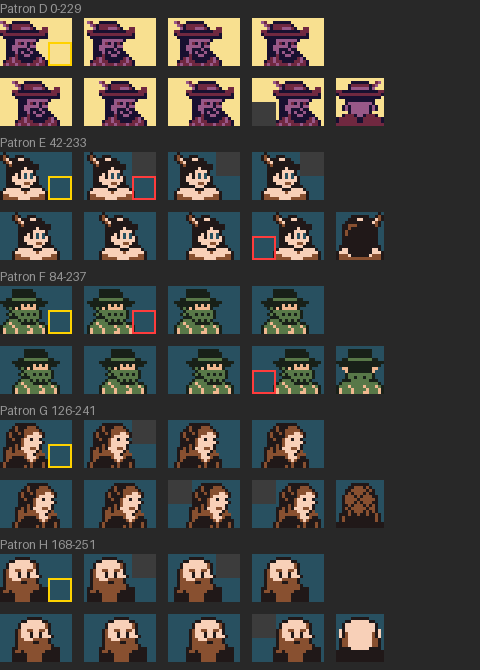 Patron D 0-229
Patron E 42-233
Patron F 84-237
Patron G 126-241
Patron H 168-251